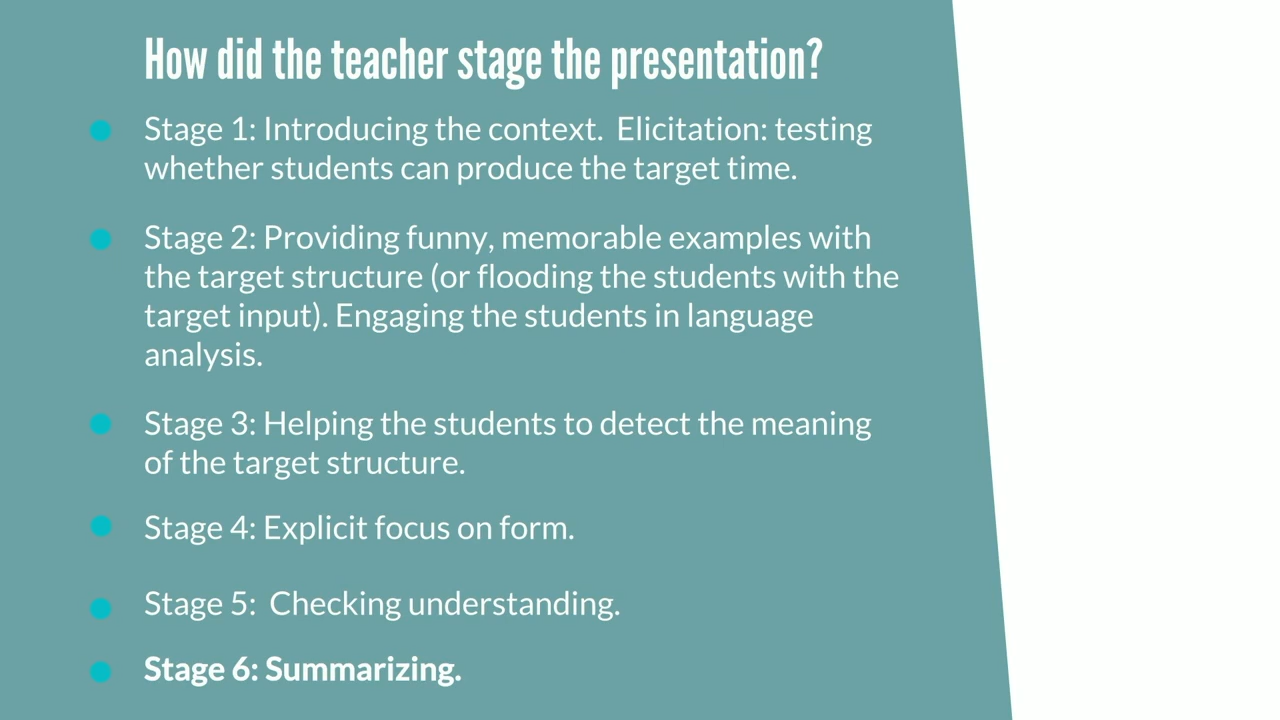 How did the teacher stage the presentation?
Stage 1: Introducing the context. Elicitation: testing
whether students can produce the target time.
Stage 2: Providing funny, memorable examples with
the target structure (or flooding the students with the
target input). Engaging the students in language
analysis.
Stage 3: Helping the students to detect the meaning
of the target structure.
Stage 4: Explicit focus on form.
Stage 5: Checking understanding.
Stage 6: Summarizing.